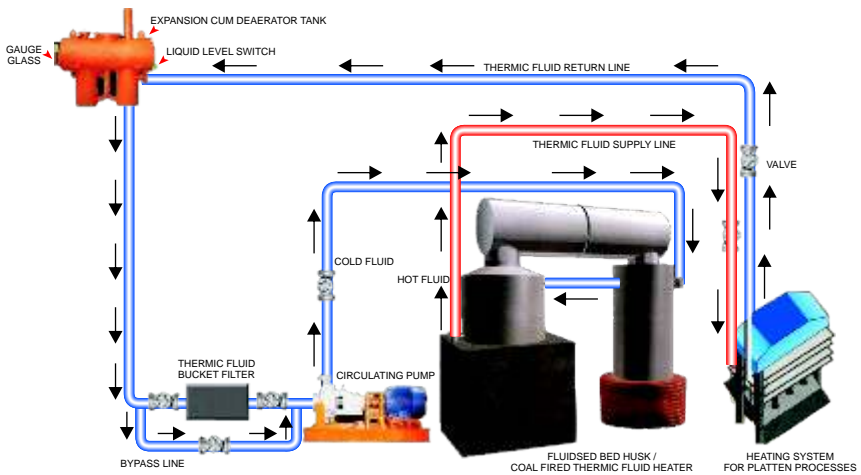 EXPANSION CUM DEAERATOR TANK
GAUGE
GLASS
LIQUID LEVEL SWITCH
THERMIC FLUID RETURN LINE
THERMIC FLUID SUPPLY LINE
VALVE
COLD FLUID
HOT FLUID
THERMIC FLUID
BUCKET FILTER
CIRCULATING PUMP
BYPASS LINE
FLUIDSED BED HUSK /
COAL FIRED THERMIC FLUID HEATER
HEATING SYSTEM
FOR PLATTEN PROCESSES